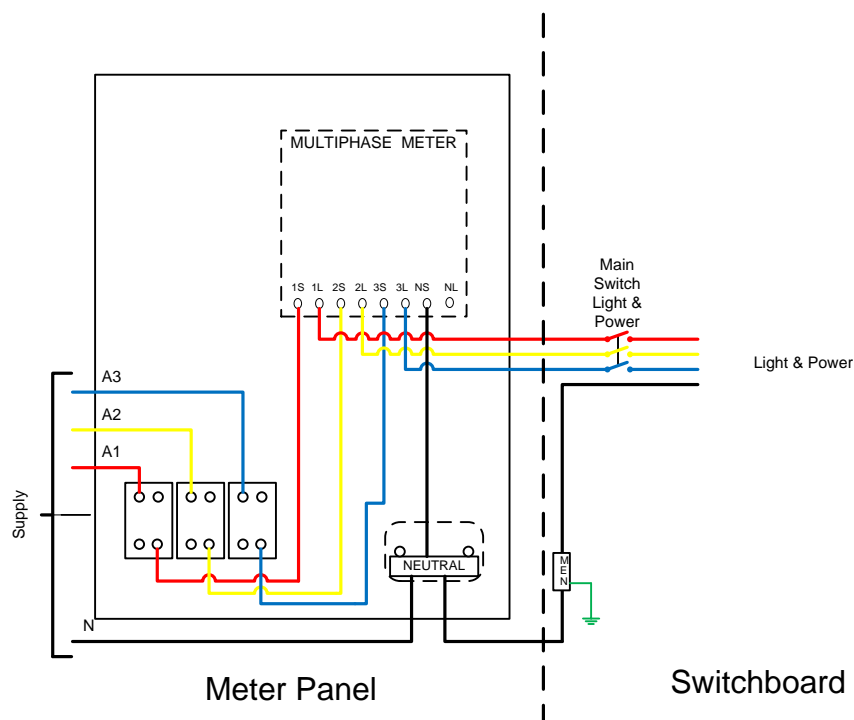 MULTIPHASE METER
1S 1L 2S 2L 3S 3L NS NL
Main
Switch
Light &
Power
Light & Power
A3
A2
A1
Supply
NEUTRAL
MEN
N
Meter Panel
Switchboard